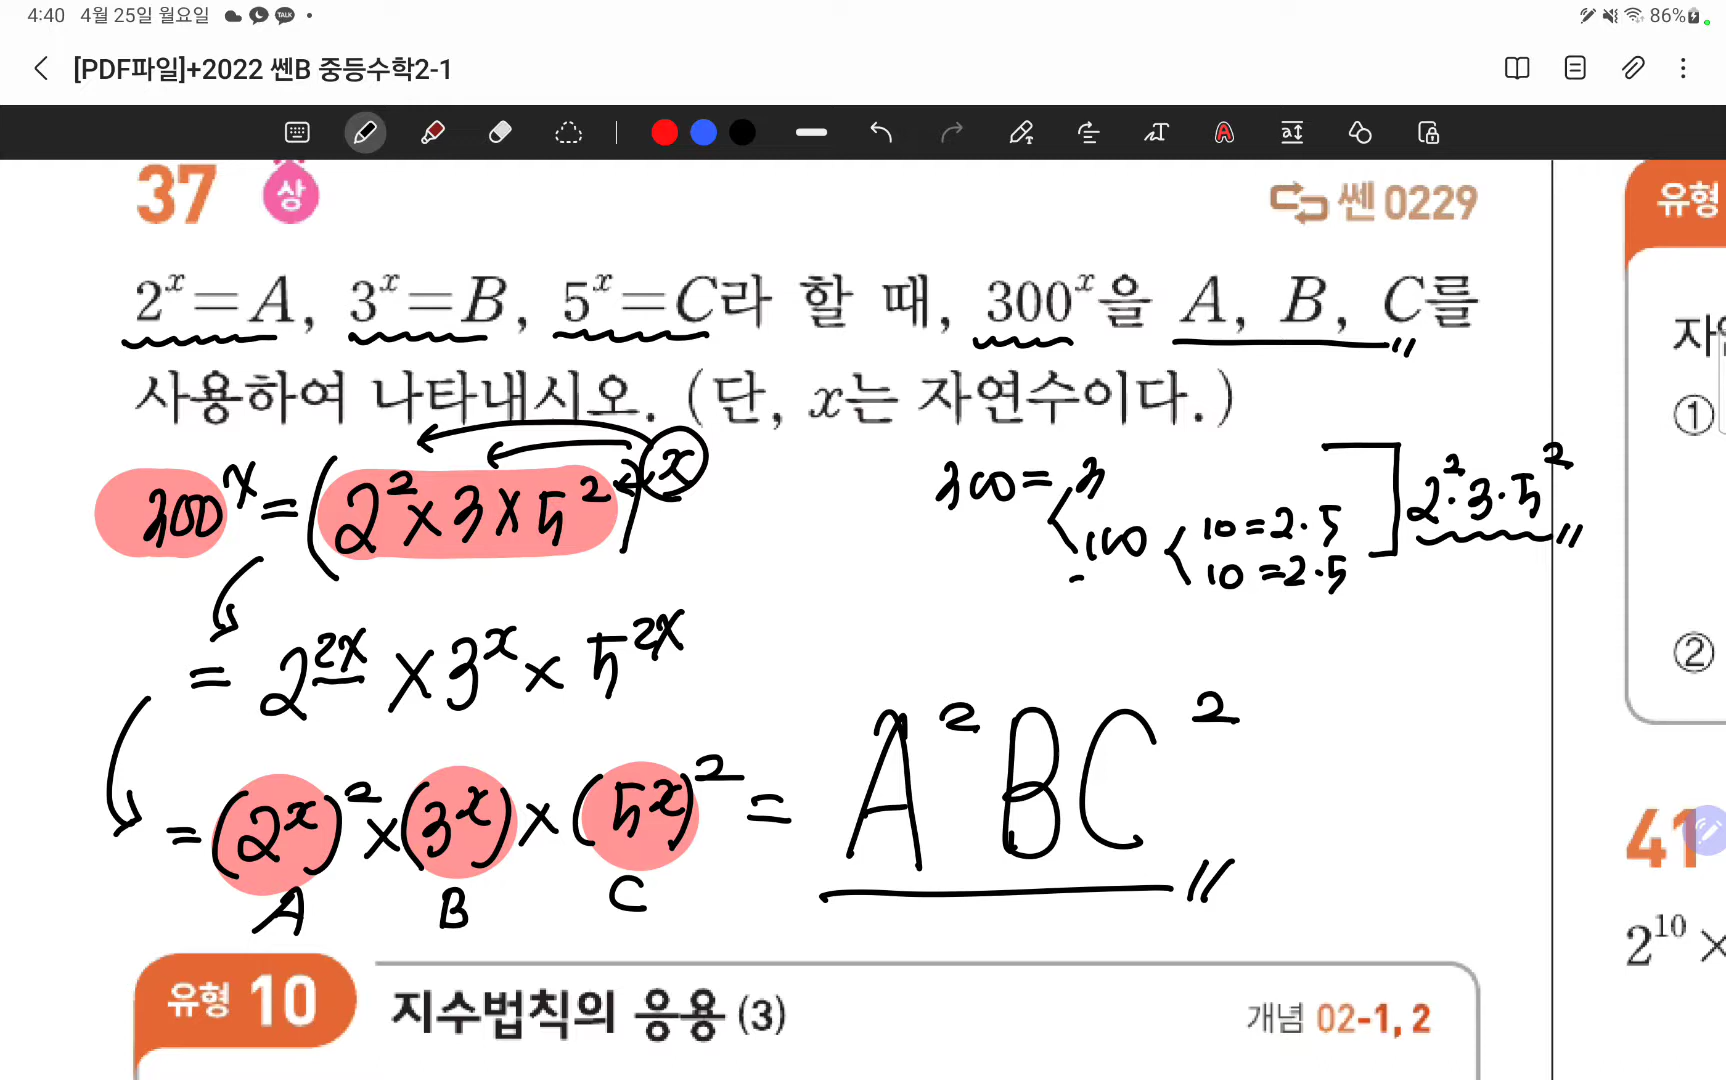 4:40 4월 25일 월요일 TALK 86%
[PDF파일]+2022 쎈B 중등수학2-1
37 상 쎈 0229
2^x=A, 3^x=B, 5^x=C라 할 때, 300^x을 A, B, C를
사용하여 나타내시오. (단, x는 자연수이다.)
300^x = (2^2 × 3 × 5^2)^x
300 = 3
100
10 = 2·5
10 = 2·5
2^2·3·5^2
= 2^2x × 3^x × 5^2x
= (2^x)^2 × (3^x) × (5^x)^2 = A^2BC^2
A B C
유형 10 지수법칙의 응용 (3) 개념 02-1, 2
유형
①
②
41
2^10 ×